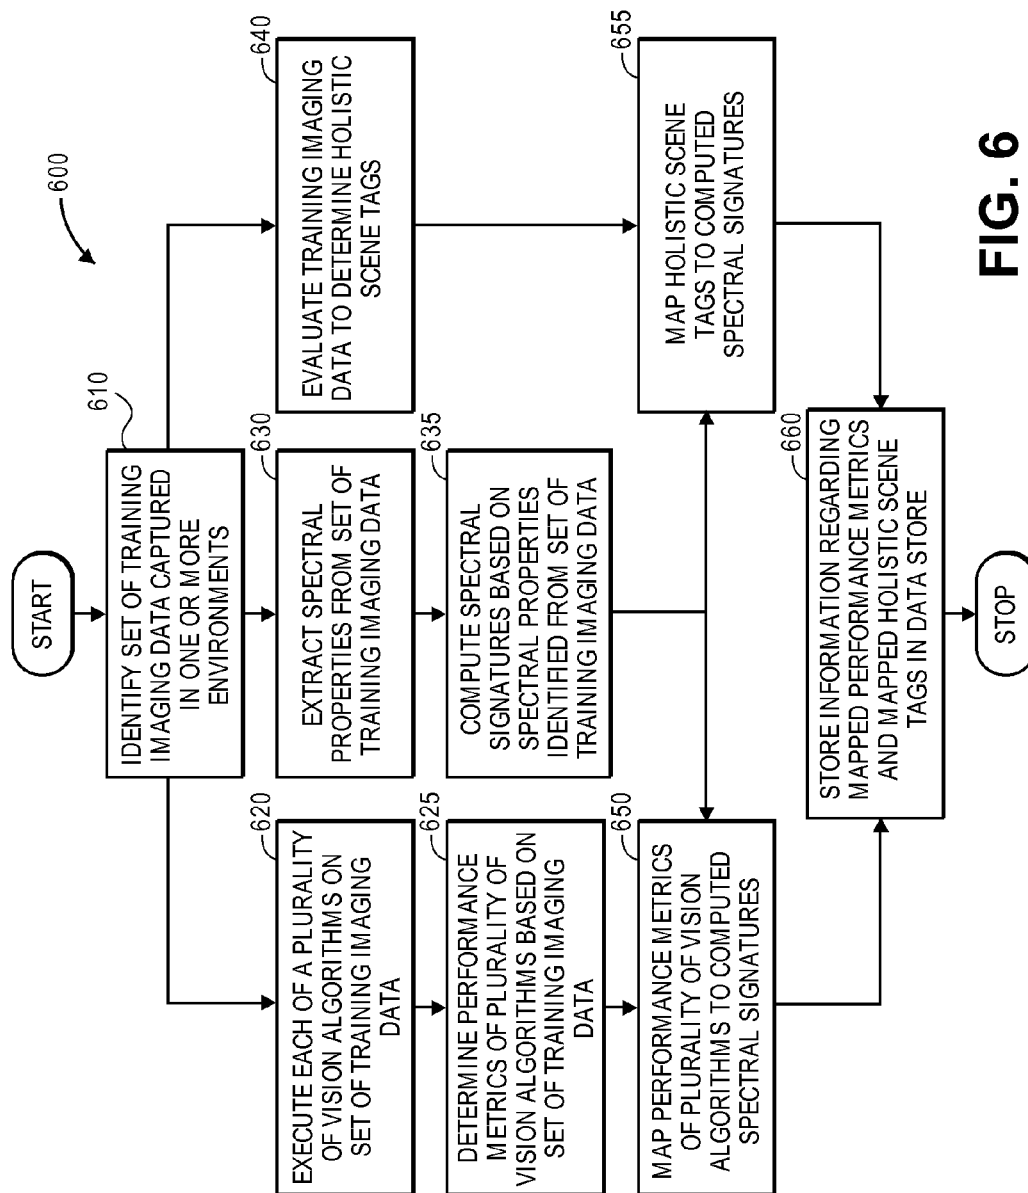 600
START
610
IDENTIFY SET OF TRAINING
IMAGING DATA CAPTURED
IN ONE OR MORE
ENVIRONMENTS
620
EXECUTE EACH OF A PLURALITY
OF VISION ALGORITHMS ON
SET OF TRAINING IMAGING
DATA
630
EXTRACT SPECTRAL
PROPERTIES FROM SET OF
TRAINING IMAGING DATA
640
EVALUATE TRAINING IMAGING
DATA TO DETERMINE HOLISTIC
SCENE TAGS
625
DETERMINE PERFORMANCE
METRICS OF PLURALITY OF
VISION ALGORITHMS BASED ON
SET OF TRAINING IMAGING
DATA
635
COMPUTE SPECTRAL
SIGNATURES BASED ON
SPECTRAL PROPERTIES
IDENTIFIED FROM SET OF
TRAINING IMAGING DATA
650
MAP PERFORMANCE METRICS
OF PLURALITY OF VISION
ALGORITHMS TO COMPUTED
SPECTRAL SIGNATURES
655
MAP HOLISTIC SCENE
TAGS TO COMPUTED
SPECTRAL SIGNATURES
660
STORE INFORMATION REGARDING
MAPPED PERFORMANCE METRICS
AND MAPPED HOLISTIC SCENE
TAGS IN DATA STORE
STOP
FIG. 6